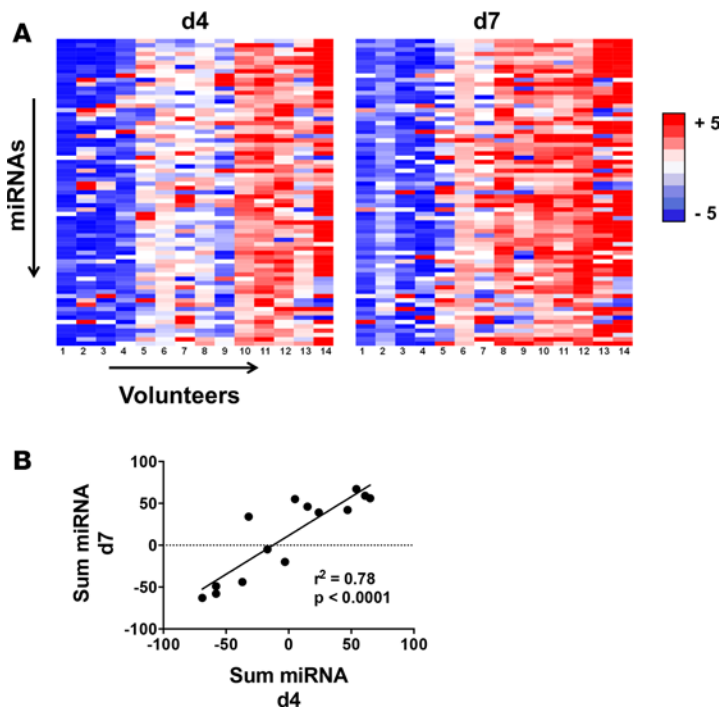 A
d4
d7
miRNAs
+ 5
- 5
1 2 3 4 5 6 7 8 9 10 11 12 13 14
1 2 3 4 5 6 7 8 9 10 11 12 13 14
Volunteers
B
Sum miRNA
d7
100
50
0
-50
-100
r² = 0.78
p < 0.0001
-100 -50 0 50 100
Sum miRNA
d4